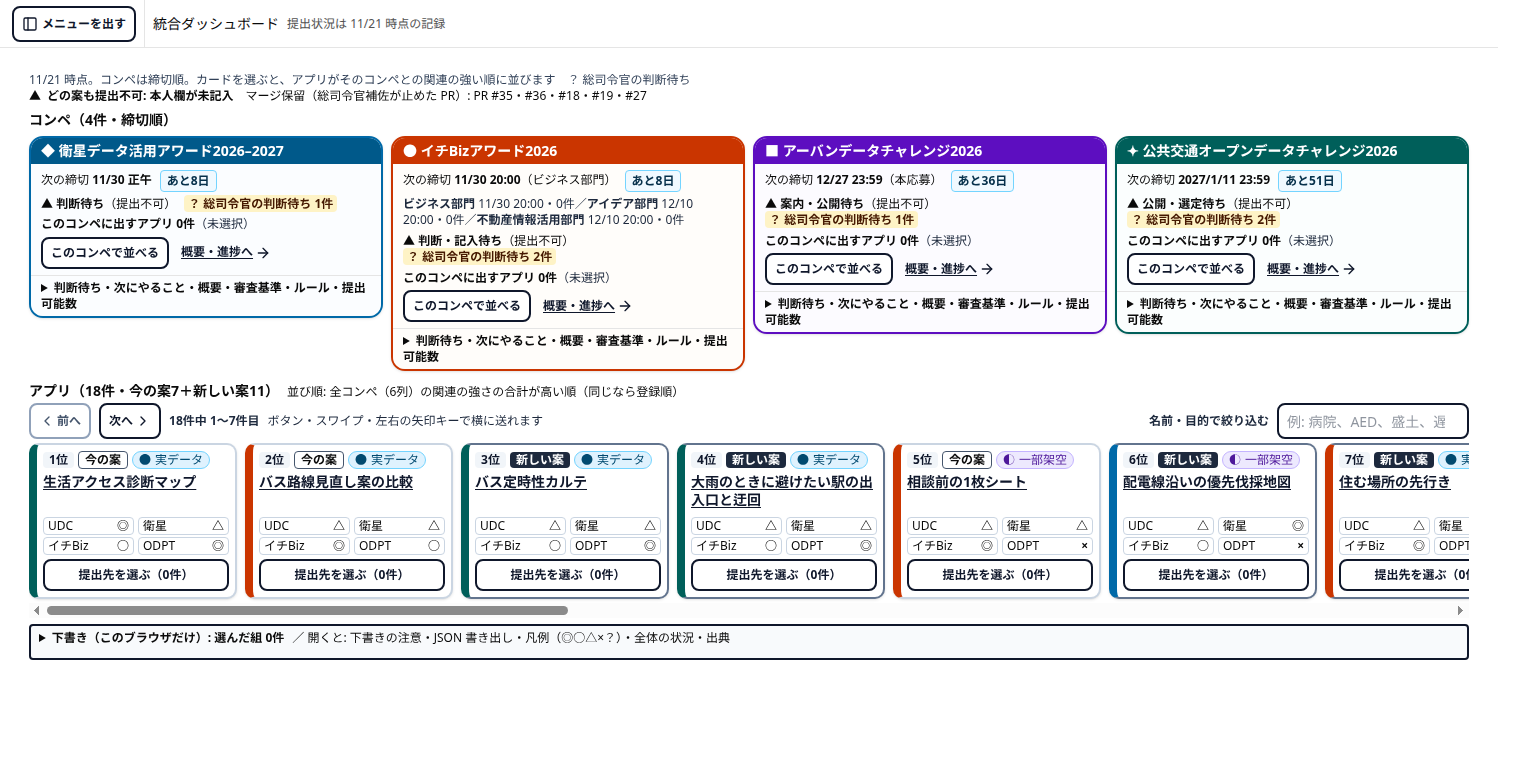 メニューを出す
統合ダッシュボード 提出状況は 11/21 時点の記録
11/21 時点。コンペは締切順。カードを選ぶと、アプリがそのコンペとの関連の強い順に並びます ？ 総司令官の判断待ち
▲ どの案も提出不可: 本人欄が未記入 マージ保留（総司令官補佐が止めた PR）: PR #35・#36・#18・#19・#27
コンペ（4件・締切順）
◆ 衛星データ活用アワード2026–2027
次の締切 11/30 正午 あと8日
▲ 判断待ち（提出不可） ？ 総司令官の判断待ち 1件
このコンペに出すアプリ 0件（未選択）
このコンペで並べる 概要・進捗へ →
▶ 判断待ち・次にやること・概要・審査基準・ルール・提出
可能数
● イチBizアワード2026
次の締切 11/30 20:00（ビジネス部門） あと8日
ビジネス部門 11/30 20:00・0件／アイデア部門 12/10
20:00・0件／不動産情報活用部門 12/10 20:00・0件
▲ 判断・記入待ち（提出不可）
？ 総司令官の判断待ち 2件
このコンペに出すアプリ 0件（未選択）
このコンペで並べる 概要・進捗へ →
▶ 判断待ち・次にやること・概要・審査基準・ルール・提出
可能数
■ アーバンデータチャレンジ2026
次の締切 12/27 23:59（本応募） あと36日
▲ 案内・公開待ち（提出不可）
？ 総司令官の判断待ち 1件
このコンペに出すアプリ 0件（未選択）
このコンペで並べる 概要・進捗へ →
▶ 判断待ち・次にやること・概要・審査基準・ルール・提出
可能数
✦ 公共交通オープンデータチャレンジ2026
次の締切 2027/1/11 23:59 あと51日
▲ 公開・選定待ち（提出不可）
？ 総司令官の判断待ち 2件
このコンペに出すアプリ 0件（未選択）
このコンペで並べる 概要・進捗へ →
▶ 判断待ち・次にやること・概要・審査基準・ルール・提出
可能数
アプリ（18件・今の案7＋新しい案11） 並び順: 全コンペ（6列）の関連の強さの合計が高い順（同じなら登録順）
前へ 次へ 18件中 1〜7件目 ボタン・スワイプ・左右の矢印キーで横に送れます 名前・目的で絞り込む 例: 病院、AED、盛土、遅
1位 今の案 ● 実データ
生活アクセス診断マップ
UDC ◎ 衛星 △
イチBiz ○ ODPT ◎
提出先を選ぶ（0件）
2位 今の案 ● 実データ
バス路線見直し案の比較
UDC ◎ 衛星 △
イチBiz ◎ ODPT ○
提出先を選ぶ（0件）
3位 新しい案 ● 実データ
バス定時性カルテ
UDC △ 衛星 △
イチBiz ○ ODPT ◎
提出先を選ぶ（0件）
4位 新しい案 ● 実データ
大雨のときに避けたい駅の出
入口と迂回
UDC △ 衛星 △
イチBiz ○ ODPT ◎
提出先を選ぶ（0件）
5位 今の案 ◐ 一部架空
相談前の1枚シート
UDC △ 衛星 △
イチBiz ◎ ODPT ×
提出先を選ぶ（0件）
6位 新しい案 ◐ 一部架空
配電線沿いの優先伐採地図
UDC △ 衛星 ◎
イチBiz ○ ODPT ×
提出先を選ぶ（0件）
7位 新しい案 ● 実
住む場所の先行き
UDC △ 衛星
イチBiz ◎ ODPT
提出先を選ぶ（0件
▶ 下書き（このブラウザだけ）: 選んだ組 0件 ／ 開くと: 下書きの注意・JSON 書き出し・凡例（◎○△×？）・全体の状況・出典